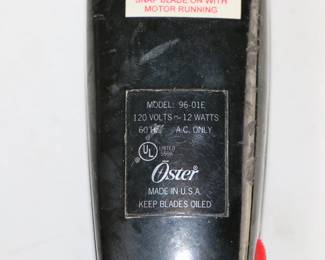 SNAP BLADE ON WITH
MOTOR RUNNING
MODEL: 96-01E
120 VOLTS ~ 12 WATTS
60 HZ A.C. ONLY
UL LISTED
Oster
MADE IN U.S.A.
KEEP BLADES OILED